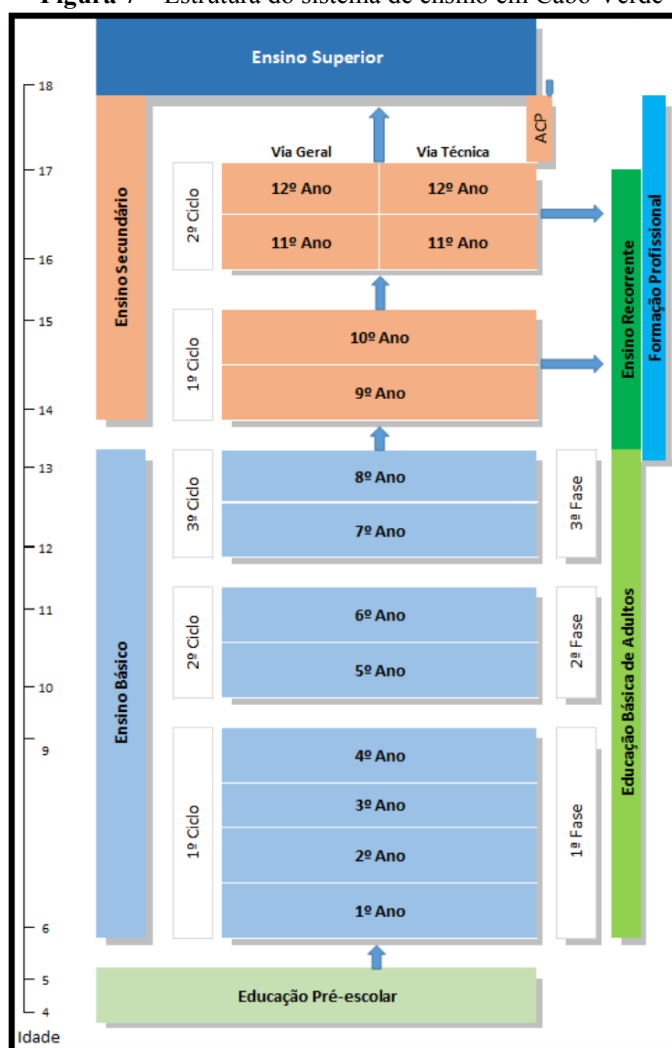 Figura 7 – Estrutura do sistema de ensino em Cabo Verde
Ensino Superior
18
ACP
Via Geral
Via Técnica
17
12º Ano
12º Ano
2º Ciclo
11º Ano
11º Ano
16
Ensino Secundário
Ensino Recorrente
Formação Profissional
15
10º Ano
1º Ciclo
9º Ano
14
13
8º Ano
3º Ciclo
3ª Fase
7º Ano
12
11
6º Ano
2º Ciclo
2ª Fase
5º Ano
10
Ensino Básico
Educação Básica de Adultos
9
4º Ano
3º Ano
1º Ciclo
1ª Fase
2º Ano
1º Ano
6
5
Educação Pré-escolar
4
Idade